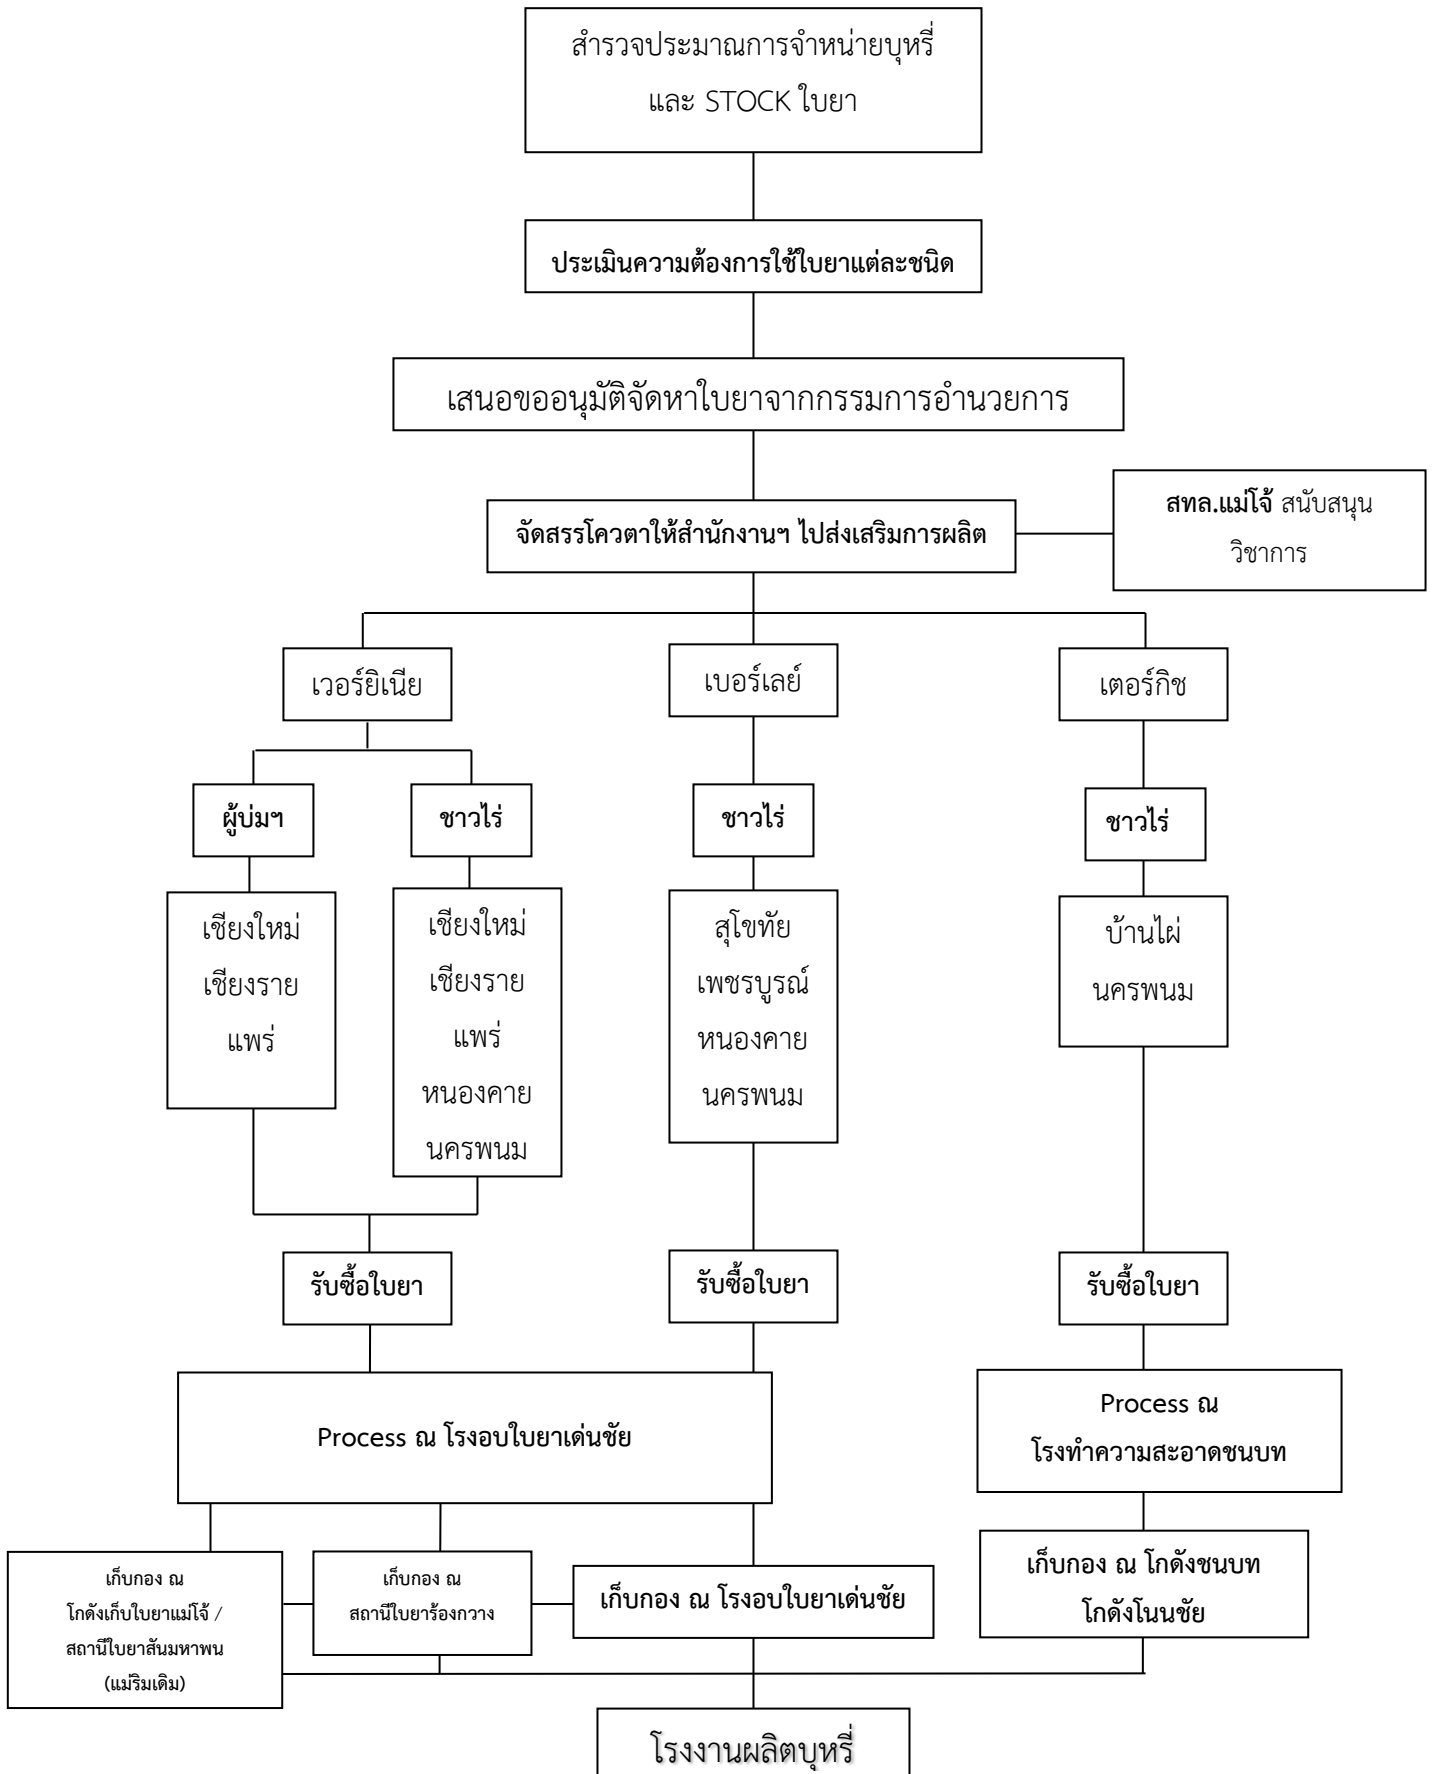 สำรวจประมาณการจำหน่ายบุหรี่
และ STOCK ใบยา
ประเมินความต้องการใช้ใบยาแต่ละชนิด
เสนอขออนุมัติจัดหาใบยาจากกรรมการอำนวยการ
จัดสรรโควตาให้สำนักงานฯ ไปส่งเสริมการผลิต
สทล.แม่โจ้ สนับสนุน
วิชาการ
เวอร์ยิเนีย
เบอร์เลย์
เตอร์กิช
ผู้บ่มฯ
ชาวไร่
ชาวไร่
ชาวไร่
เชียงใหม่
เชียงราย
แพร่
เชียงใหม่
เชียงราย
แพร่
หนองคาย
นครพนม
สุโขทัย
เพชรบูรณ์
หนองคาย
นครพนม
บ้านไผ่
นครพนม
รับซื้อใบยา
รับซื้อใบยา
รับซื้อใบยา
Process ณ โรงอบใบยาเด่นชัย
Process ณ
โรงทำความสะอาดชนบท
เก็บกอง ณ
โกดังเก็บใบยาแม่โจ้ /
สถานีใบยาสันมหาพน
(แม่ริมเดิม)
เก็บกอง ณ
สถานีใบยาร้องกวาง
เก็บกอง ณ โรงอบใบยาเด่นชัย
เก็บกอง ณ โกดังชนบท
โกดังโนนชัย
โรงงานผลิตบุหรี่